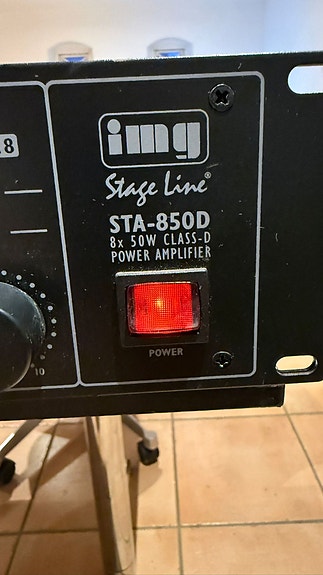 .8
img
Stage Line®
STA-850D
8x 50W CLASS-D
POWER AMPLIFIER
POWER
10